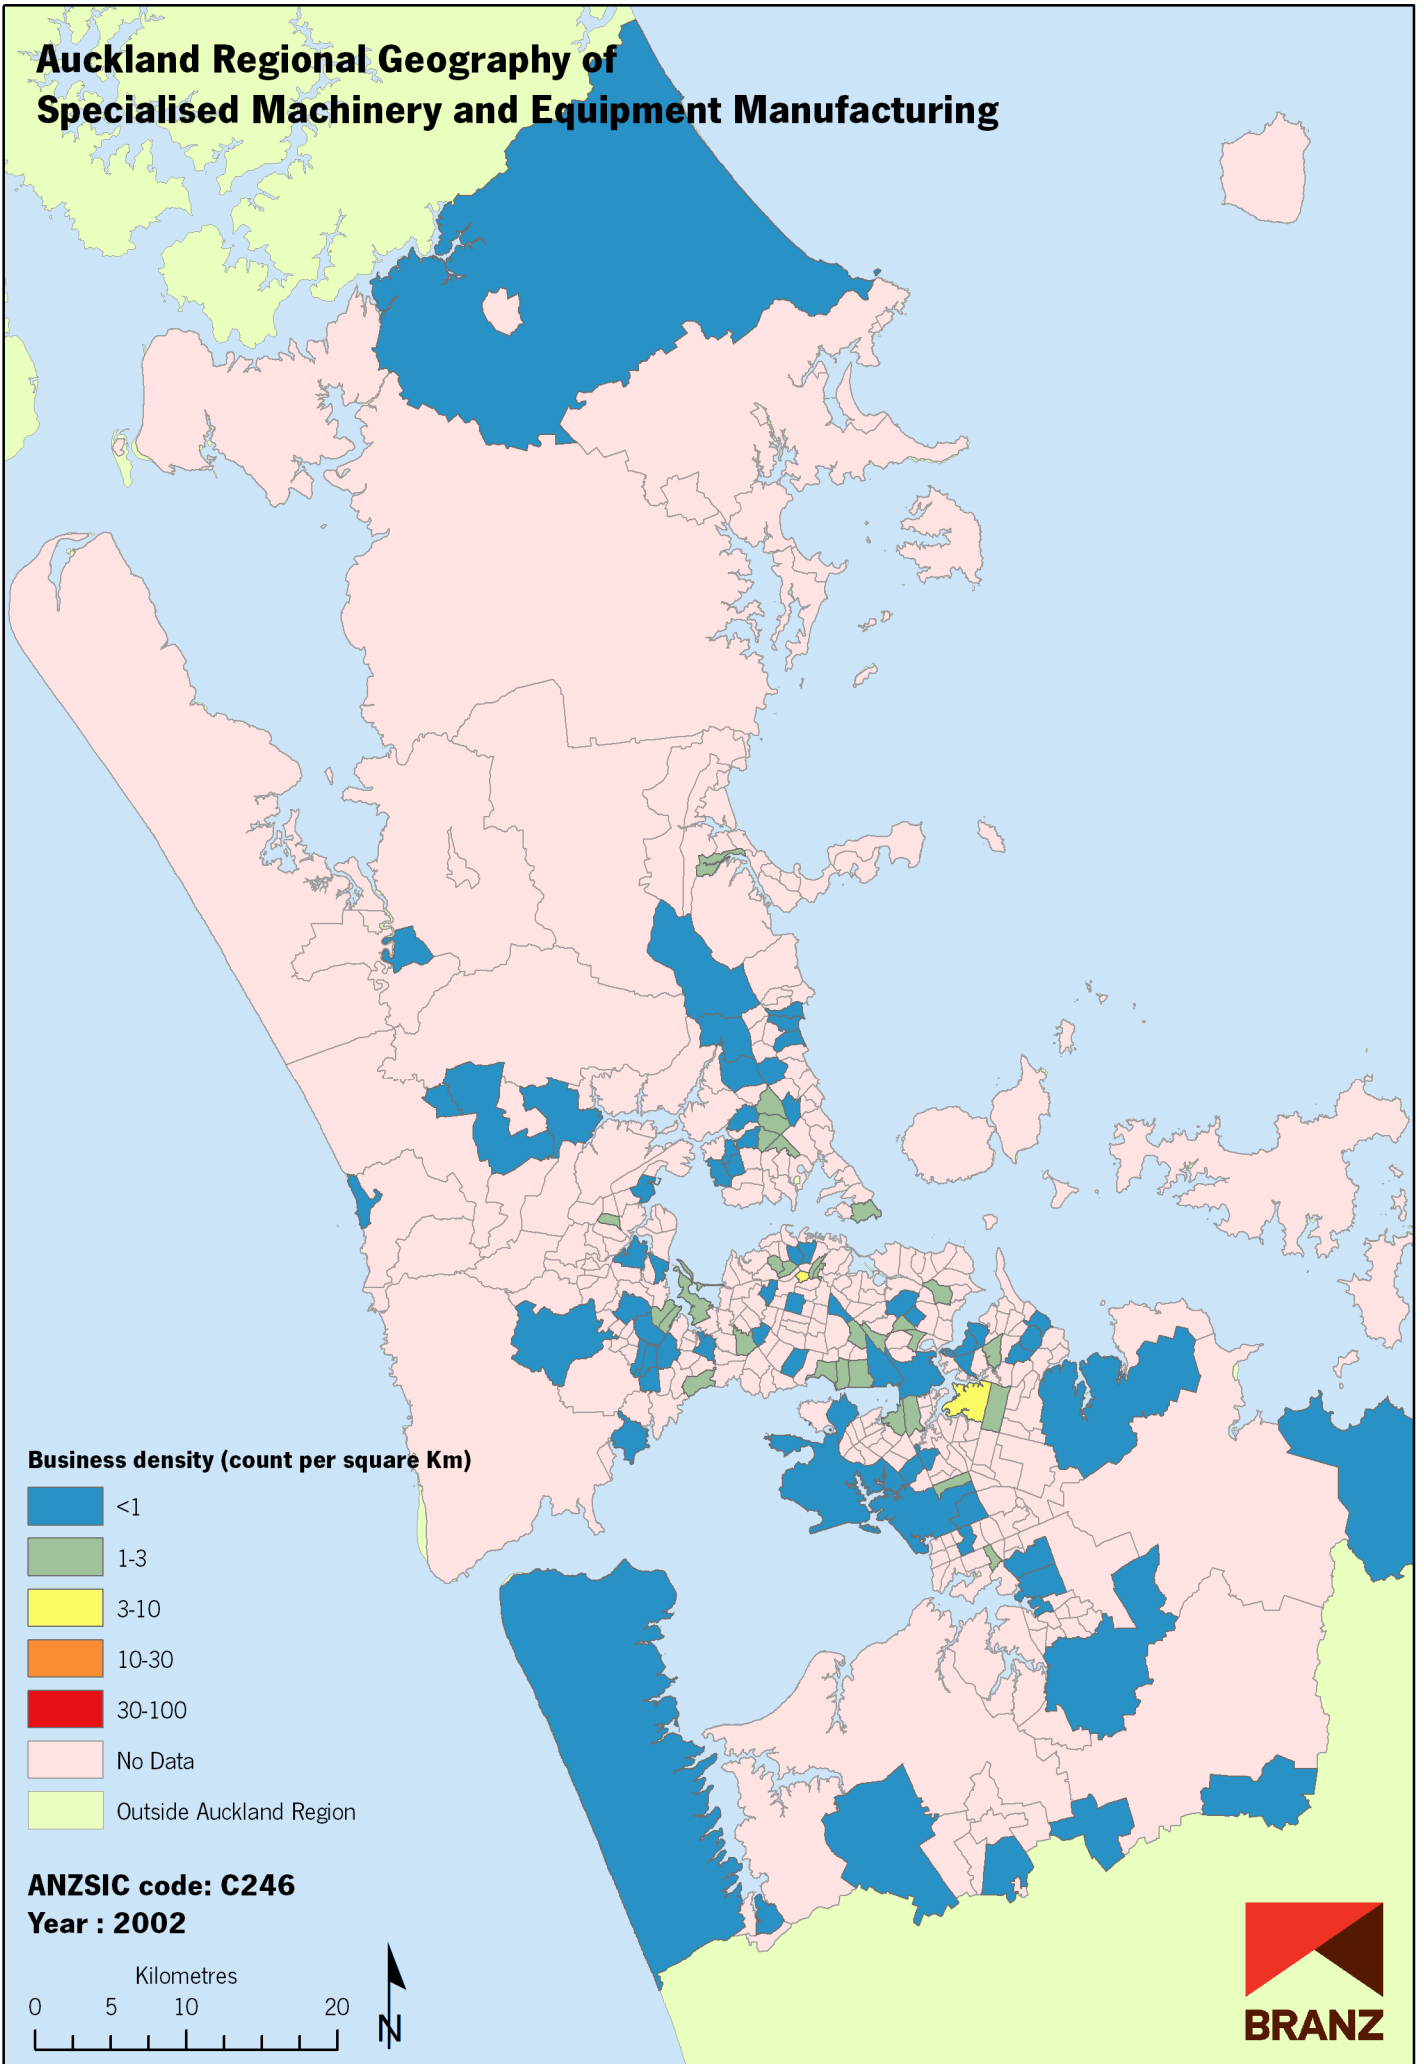 Auckland Regional Geography of
Specialised Machinery and Equipment Manufacturing
Business density (count per square Km)
<1
1-3
3-10
10-30
30-100
No Data
Outside Auckland Region
ANZSIC code: C246
Year : 2002
Kilometres
0 5 10 20
N
BRANZ